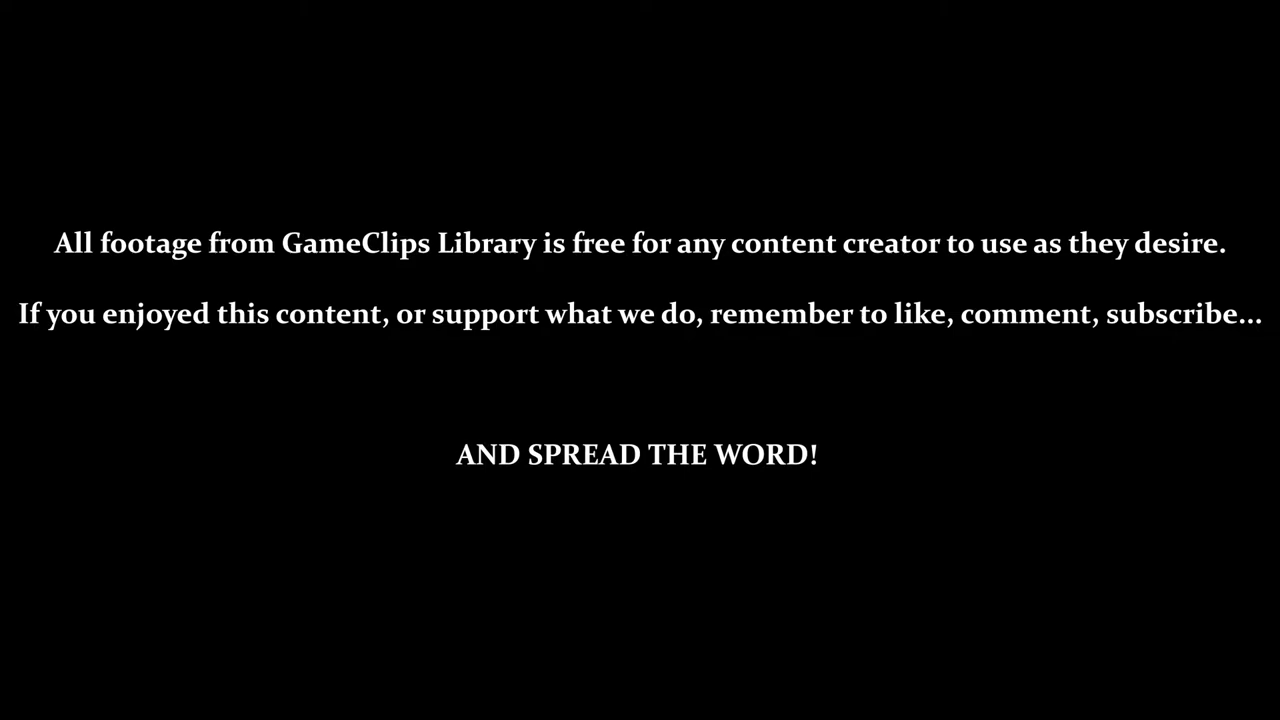 All footage from GameClips Library is free for any content creator to use as they desire.
If you enjoyed this content, or support what we do, remember to like, comment, subscribe...
AND SPREAD THE WORD!